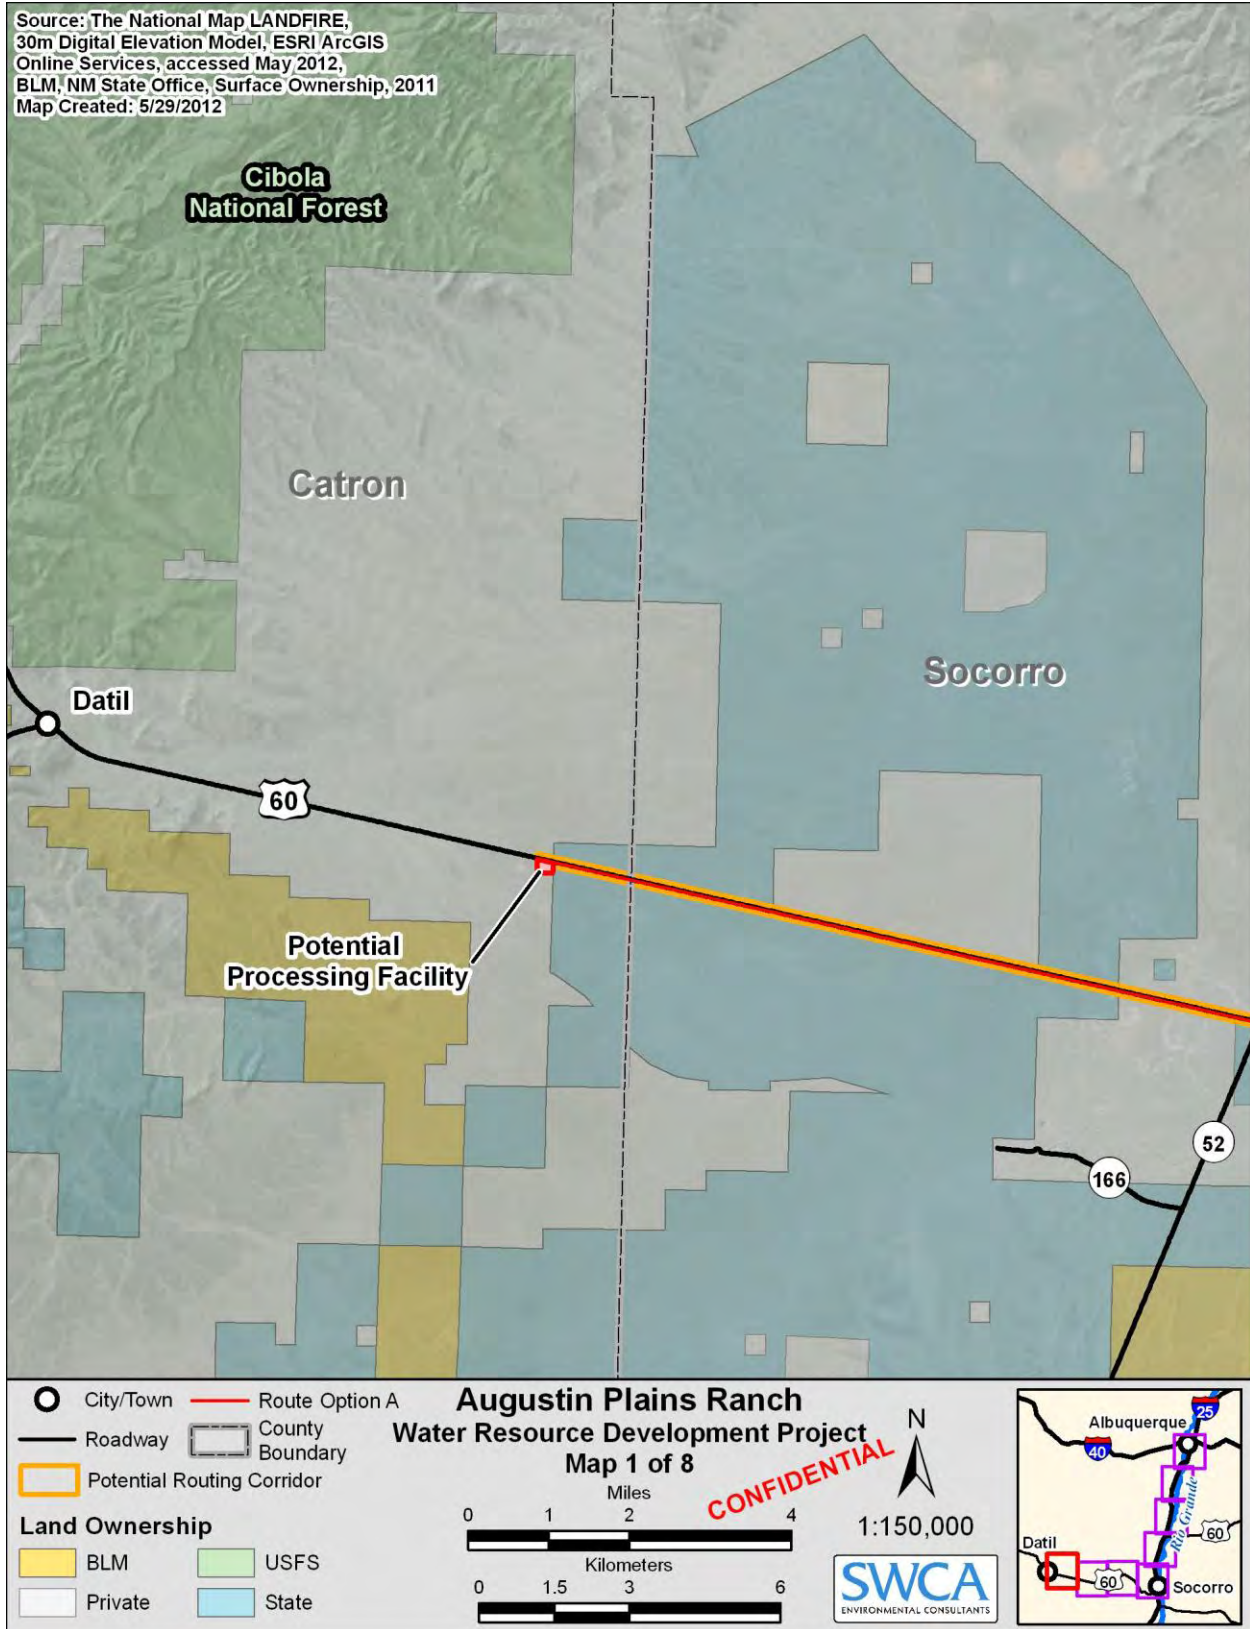 Source: The National Map LANDFIRE,
30m Digital Elevation Model, ESRI ArcGIS
Online Services, accessed May 2012,
BLM, NM State Office, Surface Ownership, 2011
Map Created: 5/29/2012
Cibola
National Forest
Catron
Socorro
Datil
60
Potential
Processing Facility
52
166
City/Town
Route Option A
Roadway
County
Boundary
Potential Routing Corridor
Land Ownership
BLM
USFS
Private
State
Augustin Plains Ranch
Water Resource Development Project
Map 1 of 8
CONFIDENTIAL
Miles
0 1 2 4
Kilometers
0 1.5 3 6
N
1:150,000
SWCA
ENVIRONMENTAL CONSULTANTS
25
Albuquerque
40
Rio Grande
60
Datil
60
Socorro